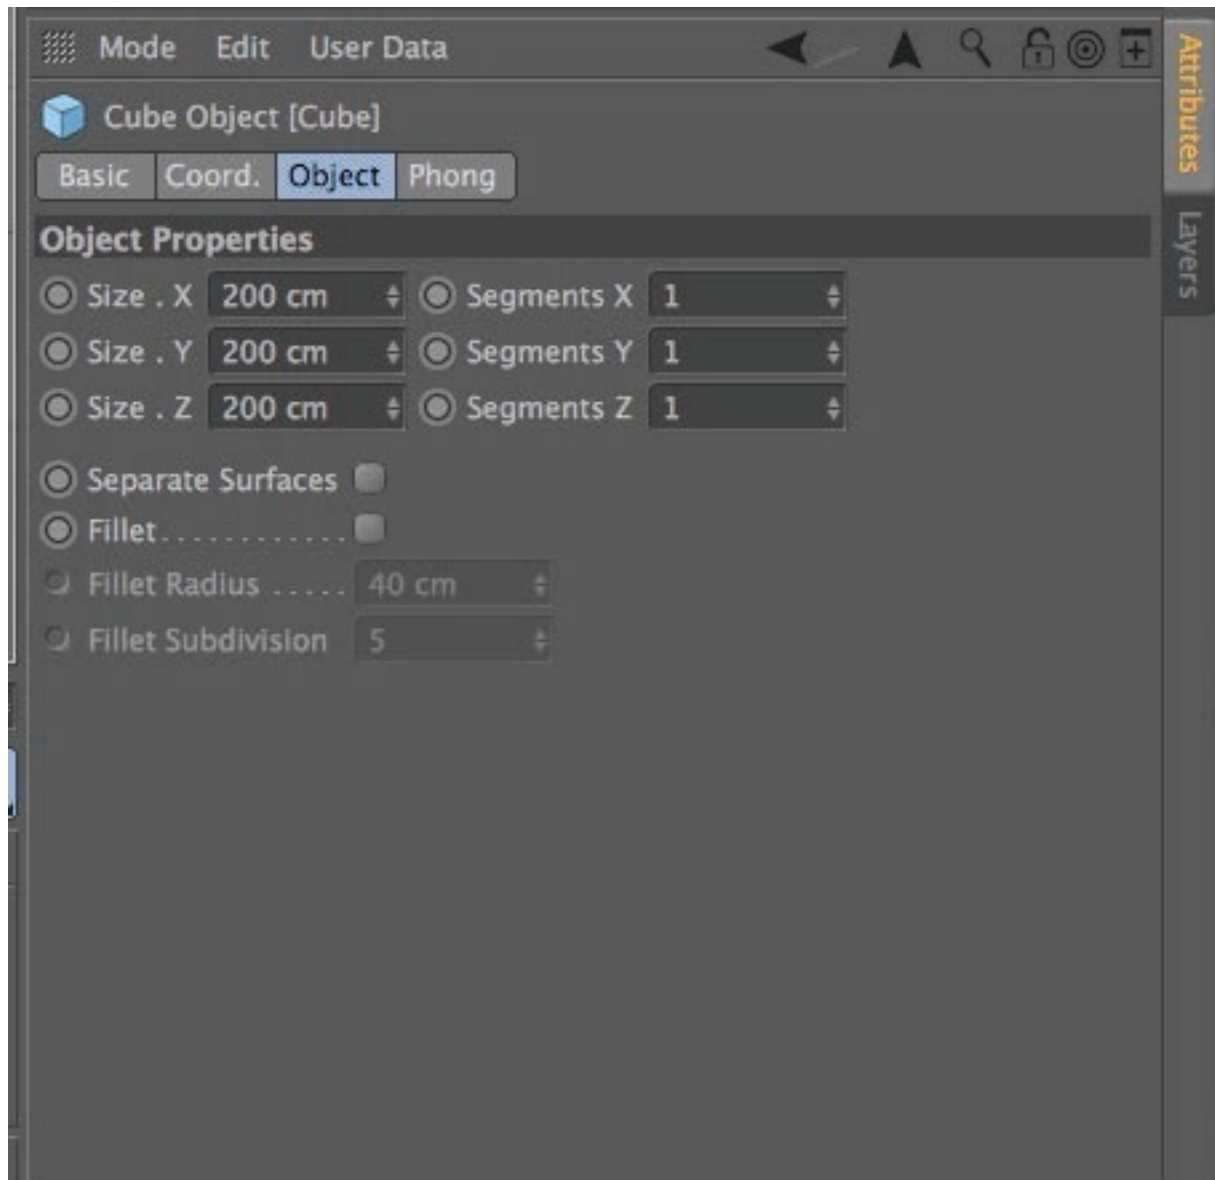 Mode Edit User Data
Cube Object [Cube]
Basic Coord. Object Phong
Object Properties
Size . X 200 cm Segments X 1
Size . Y 200 cm Segments Y 1
Size . Z 200 cm Segments Z 1
Separate Surfaces
Fillet . . . . . . . . . . . .
Fillet Radius . . . . . 40 cm
Fillet Subdivision 5
Attributes
Layers